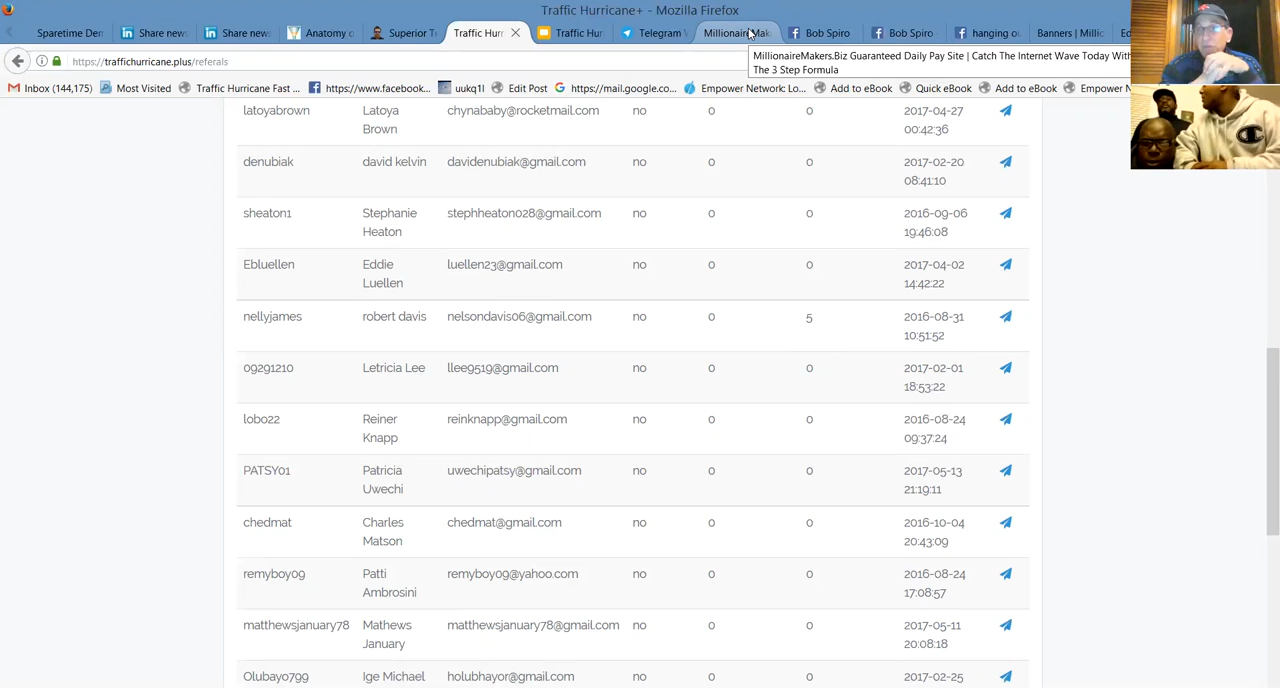 Traffic Hurricane+ - Mozilla Firefox
Sparetime Den
Share news
Share news
Anatomy o
Superior T
Traffic Hurr
Traffic Hur
Telegram
MillionaireMak
Bob Spiro
Bob Spiro
hanging ou
Banners | Millic
Ed
https://traffichurricane.plus/referals
MillionaireMakers.Biz Guaranteed Daily Pay Site | Catch The Internet Wave Today With
The 3 Step Formula
Inbox (144,175)
Most Visited
Traffic Hurricane Fast ...
https://www.facebook...
uukq1l
Edit Post
https://mail.google.co...
Empower Network: Lo...
Add to eBook
Quick eBook
Add to eBook
Empower N
latoyabrown Latoya Brown chynababy@rocketmail.com no 0 0 2017-04-27 00:42:36
denubiak david kelvin davidenubiak@gmail.com no 0 0 2017-02-20 08:41:10
sheaton1 Stephanie Heaton stephheaton028@gmail.com no 0 0 2016-09-06 19:46:08
Ebluellen Eddie Luellen luellen23@gmail.com no 0 0 2017-04-02 14:42:22
nellyjames robert davis nelsondavis06@gmail.com no 0 5 2016-08-31 10:51:52
09291210 Letricia Lee llee9519@gmail.com no 0 0 2017-02-01 18:53:22
lobo22 Reiner Knapp reinknapp@gmail.com no 0 0 2016-08-24 09:37:24
PATSY01 Patricia Uwechi uwechipatsy@gmail.com no 0 0 2017-05-13 21:19:11
chedmat Charles Matson chedmat@gmail.com no 0 0 2016-10-04 20:43:09
remyboy09 Patti Ambrosini remyboy09@yahoo.com no 0 0 2016-08-24 17:08:57
matthewsjanuary78 Mathews January matthewsjanuary78@gmail.com no 0 0 2017-05-11 20:08:18
Olubayo799 Ige Michael holubhayor@gmail.com no 0 0 2017-02-25